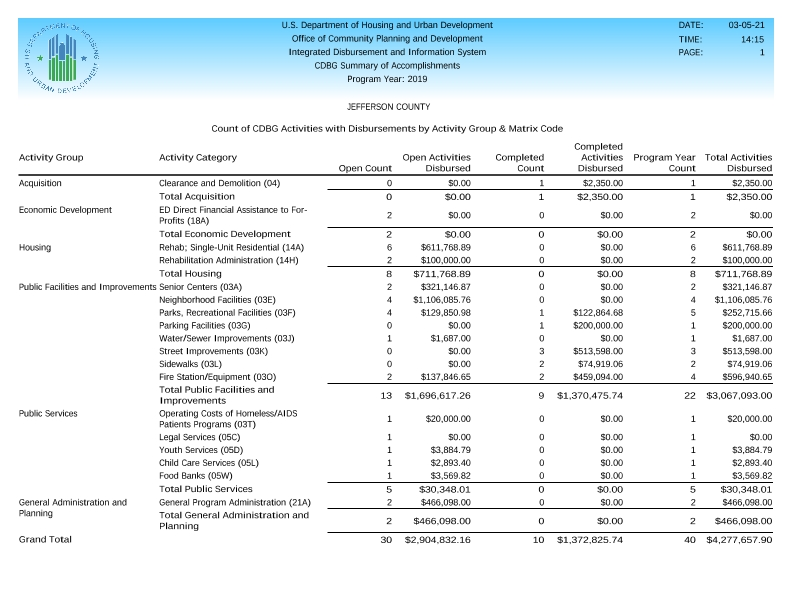 U.S. Department of Housing and Urban Development DATE: 03-05-21
Office of Community Planning and Development TIME: 14:15
Integrated Disbursement and Information System PAGE: 1
CDBG Summary of Accomplishments
Program Year: 2019
U.S. DEPARTMENT OF HOUSING AND URBAN DEVELOPMENT
JEFFERSON COUNTY
Count of CDBG Activities with Disbursements by Activity Group & Matrix Code
Activity Group Activity Category Open Count Open Activities Disbursed Completed Count Completed Activities Disbursed Program Year Count Total Activities Disbursed
Acquisition Clearance and Demolition (04) 0 $0.00 1 $2,350.00 1 $2,350.00
Total Acquisition 0 $0.00 1 $2,350.00 1 $2,350.00
Economic Development ED Direct Financial Assistance to For-
Profits (18A) 2 $0.00 0 $0.00 2 $0.00
Total Economic Development 2 $0.00 0 $0.00 2 $0.00
Housing Rehab; Single-Unit Residential (14A) 6 $611,768.89 0 $0.00 6 $611,768.89
Rehabilitation Administration (14H) 2 $100,000.00 0 $0.00 2 $100,000.00
Total Housing 8 $711,768.89 0 $0.00 8 $711,768.89
Public Facilities and Improvements Senior Centers (03A) 2 $321,146.87 0 $0.00 2 $321,146.87
Neighborhood Facilities (03E) 4 $1,106,085.76 0 $0.00 4 $1,106,085.76
Parks, Recreational Facilities (03F) 4 $129,850.98 1 $122,864.68 5 $252,715.66
Parking Facilities (03G) 0 $0.00 1 $200,000.00 1 $200,000.00
Water/Sewer Improvements (03J) 1 $1,687.00 0 $0.00 1 $1,687.00
Street Improvements (03K) 0 $0.00 3 $513,598.00 3 $513,598.00
Sidewalks (03L) 0 $0.00 2 $74,919.06 2 $74,919.06
Fire Station/Equipment (03O) 2 $137,846.65 2 $459,094.00 4 $596,940.65
Total Public Facilities and
Improvements 13 $1,696,617.26 9 $1,370,475.74 22 $3,067,093.00
Public Services Operating Costs of Homeless/AIDS
Patients Programs (03T) 1 $20,000.00 0 $0.00 1 $20,000.00
Legal Services (05C) 1 $0.00 0 $0.00 1 $0.00
Youth Services (05D) 1 $3,884.79 0 $0.00 1 $3,884.79
Child Care Services (05L) 1 $2,893.40 0 $0.00 1 $2,893.40
Food Banks (05W) 1 $3,569.82 0 $0.00 1 $3,569.82
Total Public Services 5 $30,348.01 0 $0.00 5 $30,348.01
General Administration and General Program Administration (21A) 2 $466,098.00 0 $0.00 2 $466,098.00
Planning Total General Administration and
Planning 2 $466,098.00 0 $0.00 2 $466,098.00
Grand Total 30 $2,904,832.16 10 $1,372,825.74 40 $4,277,657.90